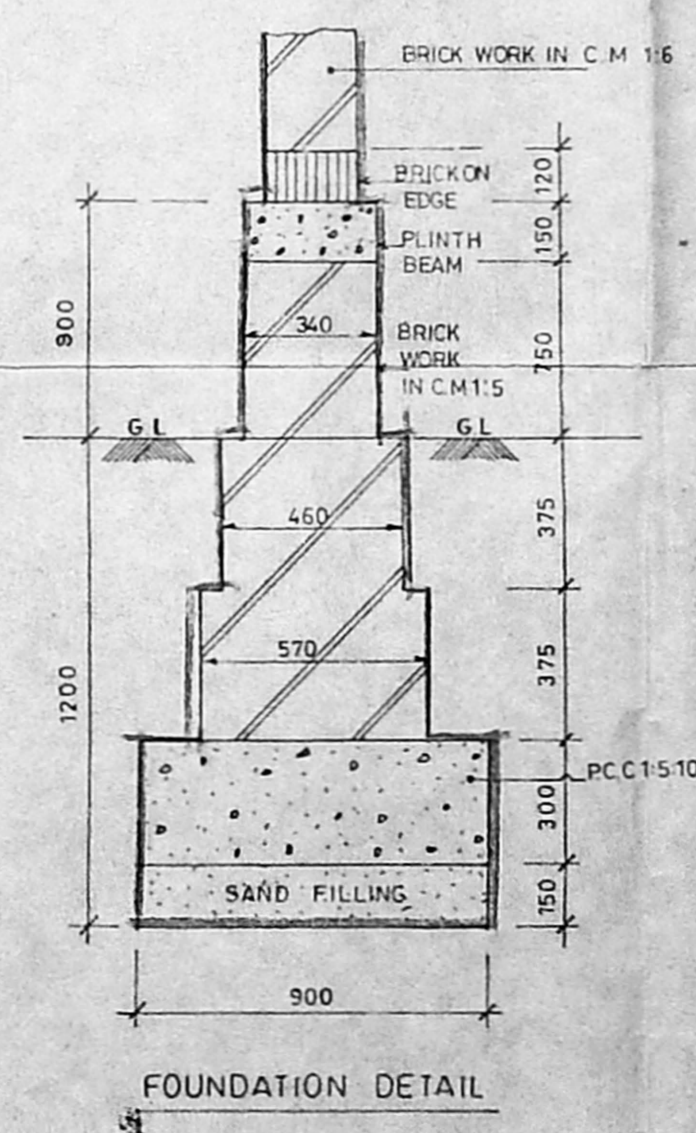 BRICK WORK IN C.M 1:6
BRICK ON
EDGE
120
PLINTH
BEAM
150
900
340
BRICK
WORK
IN C.M 1:5
750
G L
G L
460
375
570
375
1200
P.C.C 1:5:10
300
SAND FILLING
150
900
FOUNDATION DETAIL